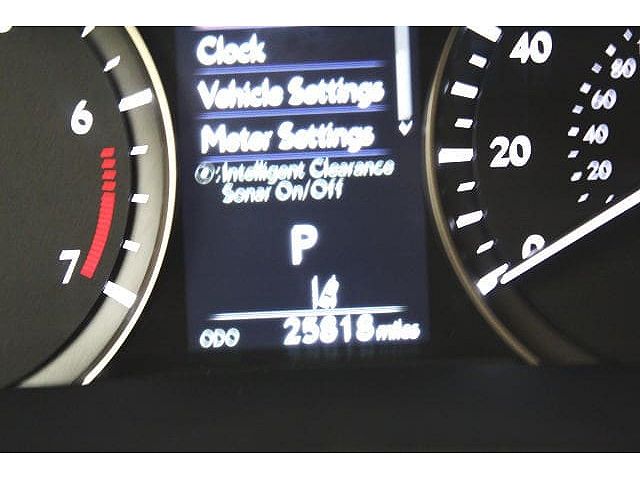 Clock
Vehicle Settings
Meter Settings
: Intelligent Clearance
Sonar On/Off
P
ODO 25818 miles
6
7
40
20
0
80
60
40
20